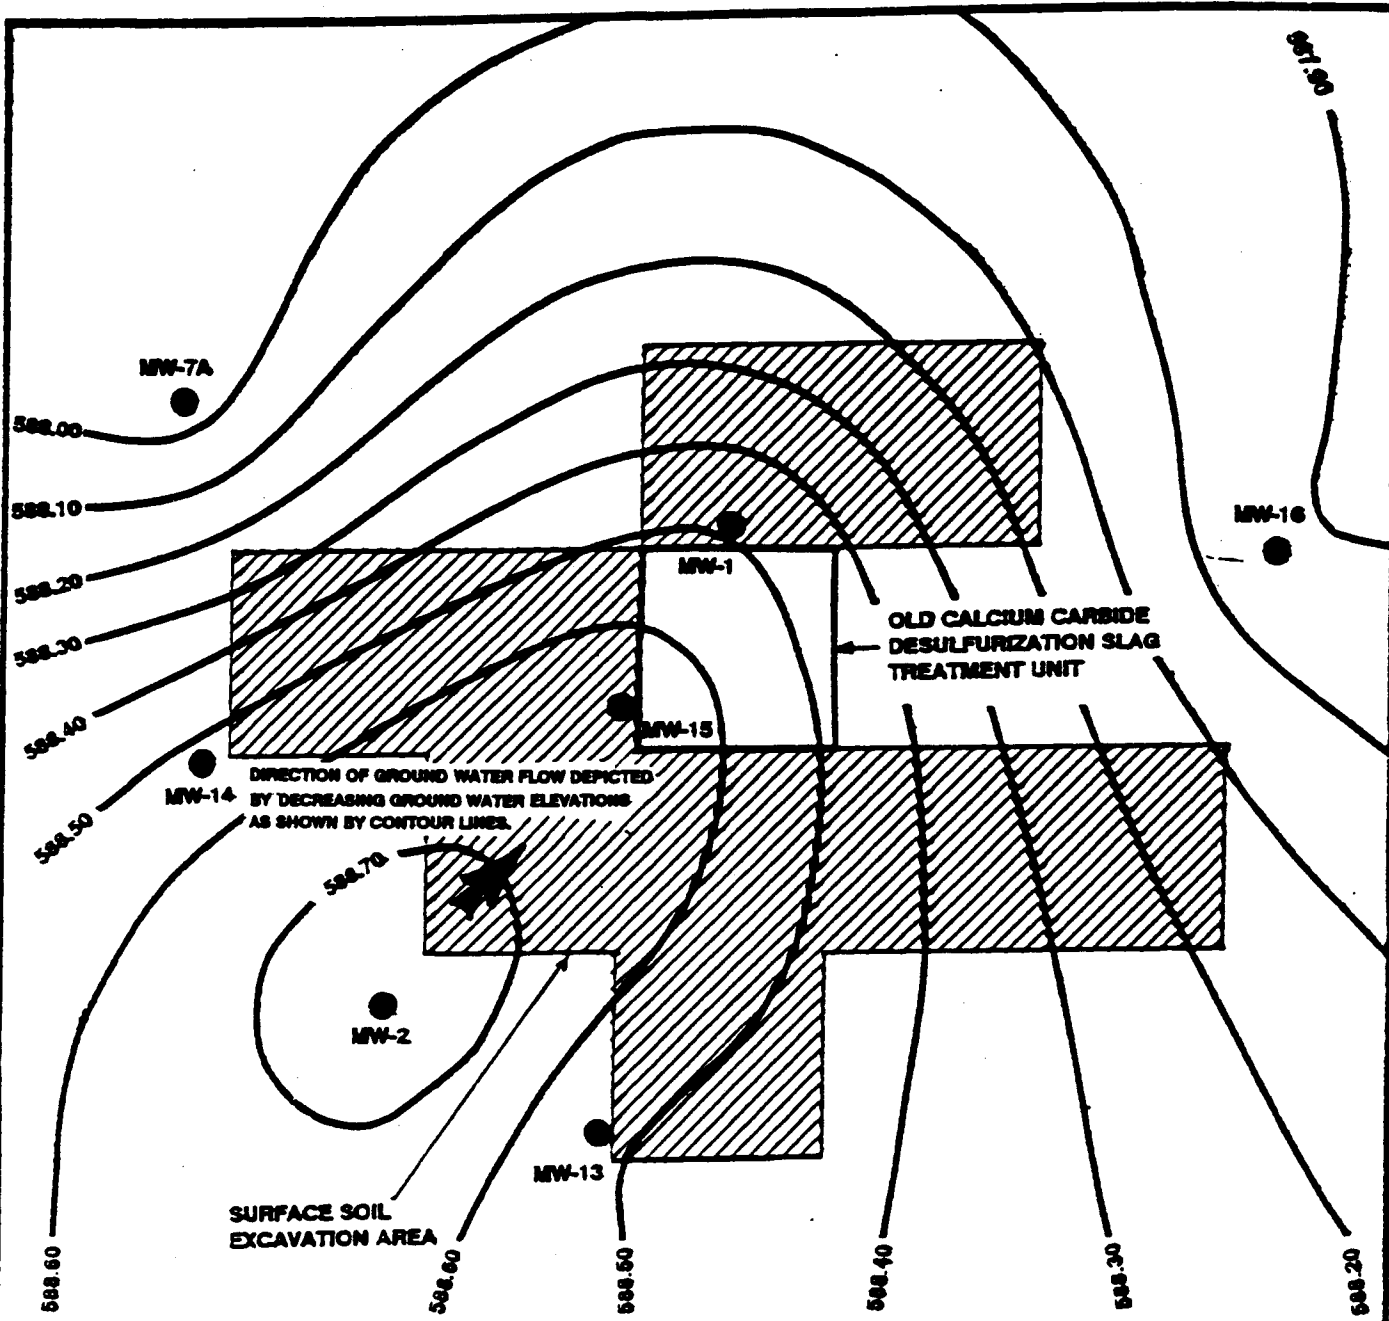 587.90
MW-7A
588.00
588.10
MW-16
MW-1
588.20
OLD CALCIUM CARBIDE
DESULFURIZATION SLAG
TREATMENT UNIT
588.30
588.40
MW-15
DIRECTION OF GROUND WATER FLOW DEPICTED
BY DECREASING GROUND WATER ELEVATIONS
AS SHOWN BY CONTOUR LINES.
MW-14
588.50
588.70
MW-2
MW-13
SURFACE SOIL
EXCAVATION AREA
588.60
588.60
588.50
588.40
588.30
588.20